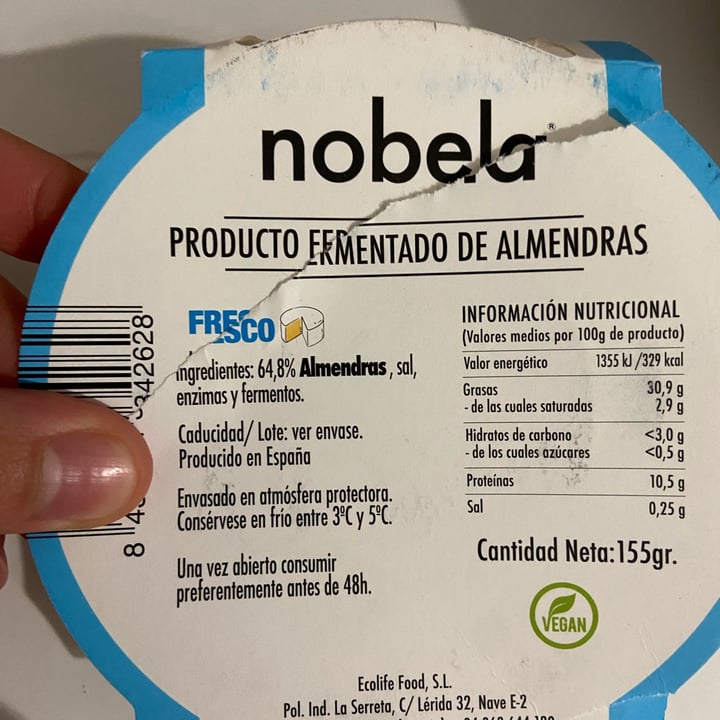 nobela®
PRODUCTO FERMENTADO DE ALMENDRAS
FRESCO
Ingredientes: 64,8% Almendras, sal,
enzimas y fermentos.
Caducidad/ Lote: ver envase.
Producido en España
Envasado en atmósfera protectora.
Consérvese en frío entre 3ºC y 5ºC.
Una vez abierto consumir
preferentemente antes de 48h.
INFORMACIÓN NUTRICIONAL
(Valores medios por 100g de producto)
Valor energético 1355 kJ /329 kcal
Grasas 30,9 g
- de las cuales saturadas 2,9 g
Hidratos de carbono <3,0 g
- de los cuales azúcares <0,5 g
Proteínas 10,5 g
Sal 0,25 g
Cantidad Neta:155gr.
VEGAN
Ecolife Food, S.L.
Pol. Ind. La Serreta, C/ Lérida 32, Nave E-2